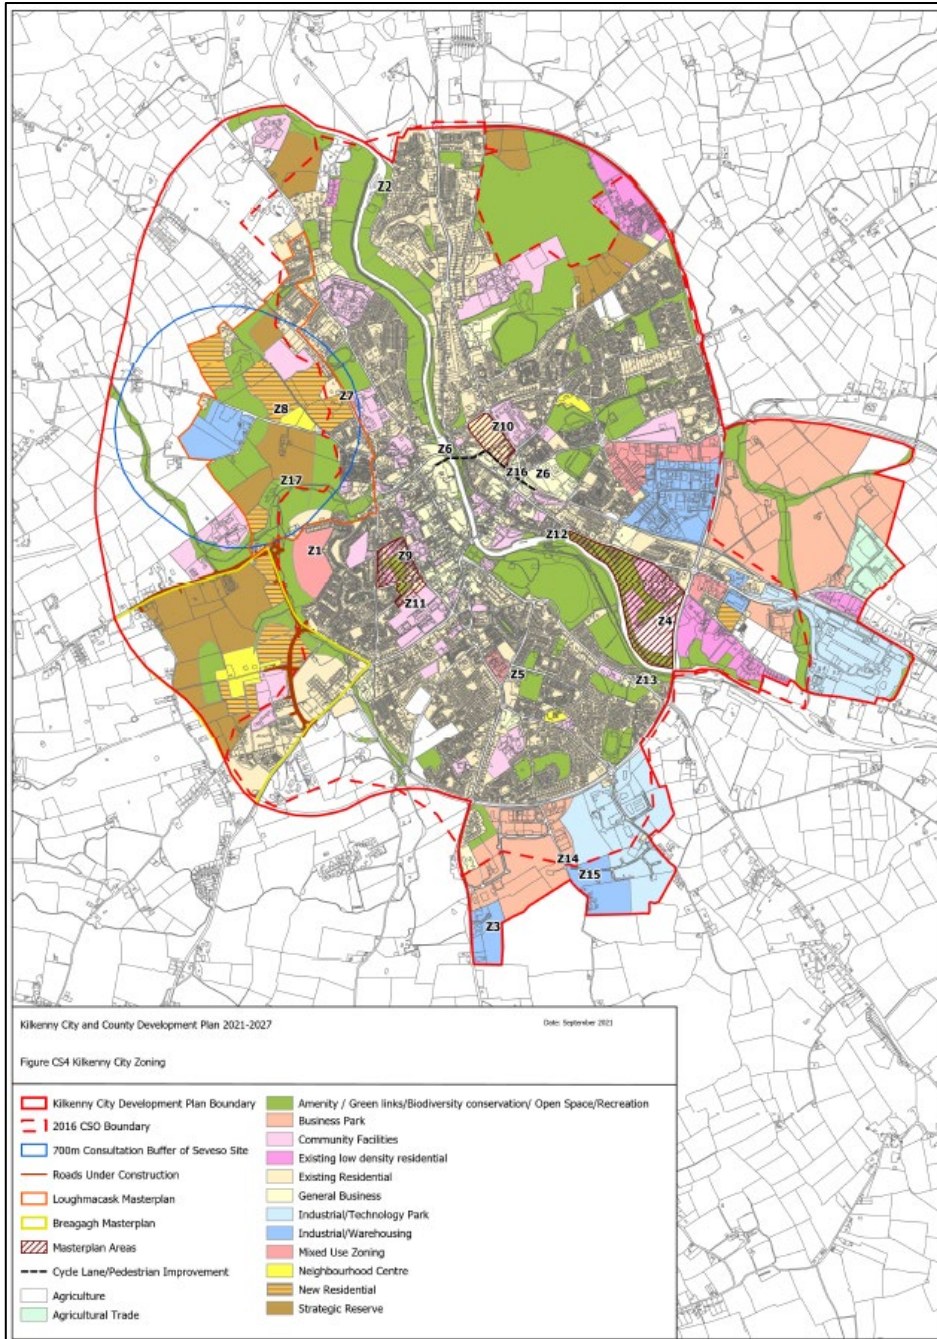 Z2
Z7
Z8
Z10
Z6
Z16
Z6
Z17
Z12
Z1
Z9
Z11
Z4
Z5
Z13
Z14
Z15
Z3
Kilkenny City and County Development Plan 2021-2027
Date: September 2021
Figure CS4 Kilkenny City Zoning
Kilkenny City Development Plan Boundary
2016 CSO Boundary
700m Consultation Buffer of Seveso Site
Roads Under Construction
Loughmacask Masterplan
Breagagh Masterplan
Masterplan Areas
Cycle Lane/Pedestrian Improvement
Agriculture
Agricultural Trade
Amenity / Green links/Biodiversity conservation/ Open Space/Recreation
Business Park
Community Facilities
Existing low density residential
Existing Residential
General Business
Industrial/Technology Park
Industrial/Warehousing
Mixed Use Zoning
Neighbourhood Centre
New Residential
Strategic Reserve